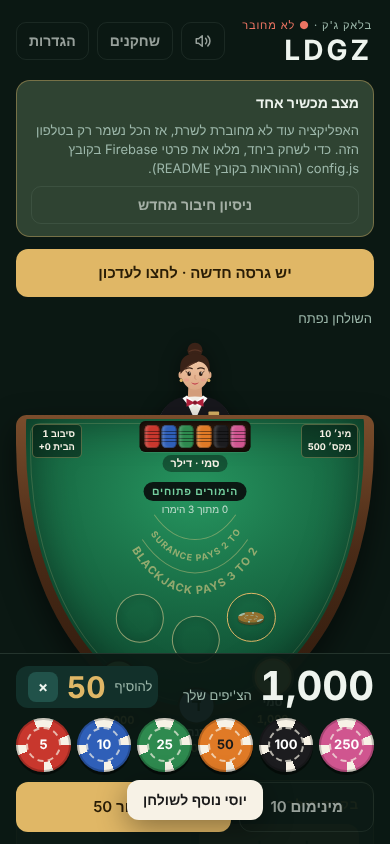 בלאק ג'ק · ● לא מחובר
LDGZ
שחקנים
הגדרות
מצב מכשיר אחד
האפליקציה עוד לא מחוברת לשרת, אז הכל נשמר רק בטלפון
הזה. כדי לשחק ביחד, מלאו את פרטי Firebase בקובץ
config.js (ההוראות בקובץ README).
ניסיון חיבור מחדש
יש גרסה חדשה · לחצו לעדכון
השולחן נפתח
מינ׳ 10
מקס׳ 500
סיבוב 1
הבית 0+
סמי · דילר
הימורים פתוחים
0 מתוך 3 הימרו
SURANCE PAYS 2 TO
BLACKJACK PAYS 3 TO 2
1,000
הצ'יפים שלך
להוסיף
50
×
5
10
25
50
100
250
מינימום 10
50
יוסי נוסף לשולחן